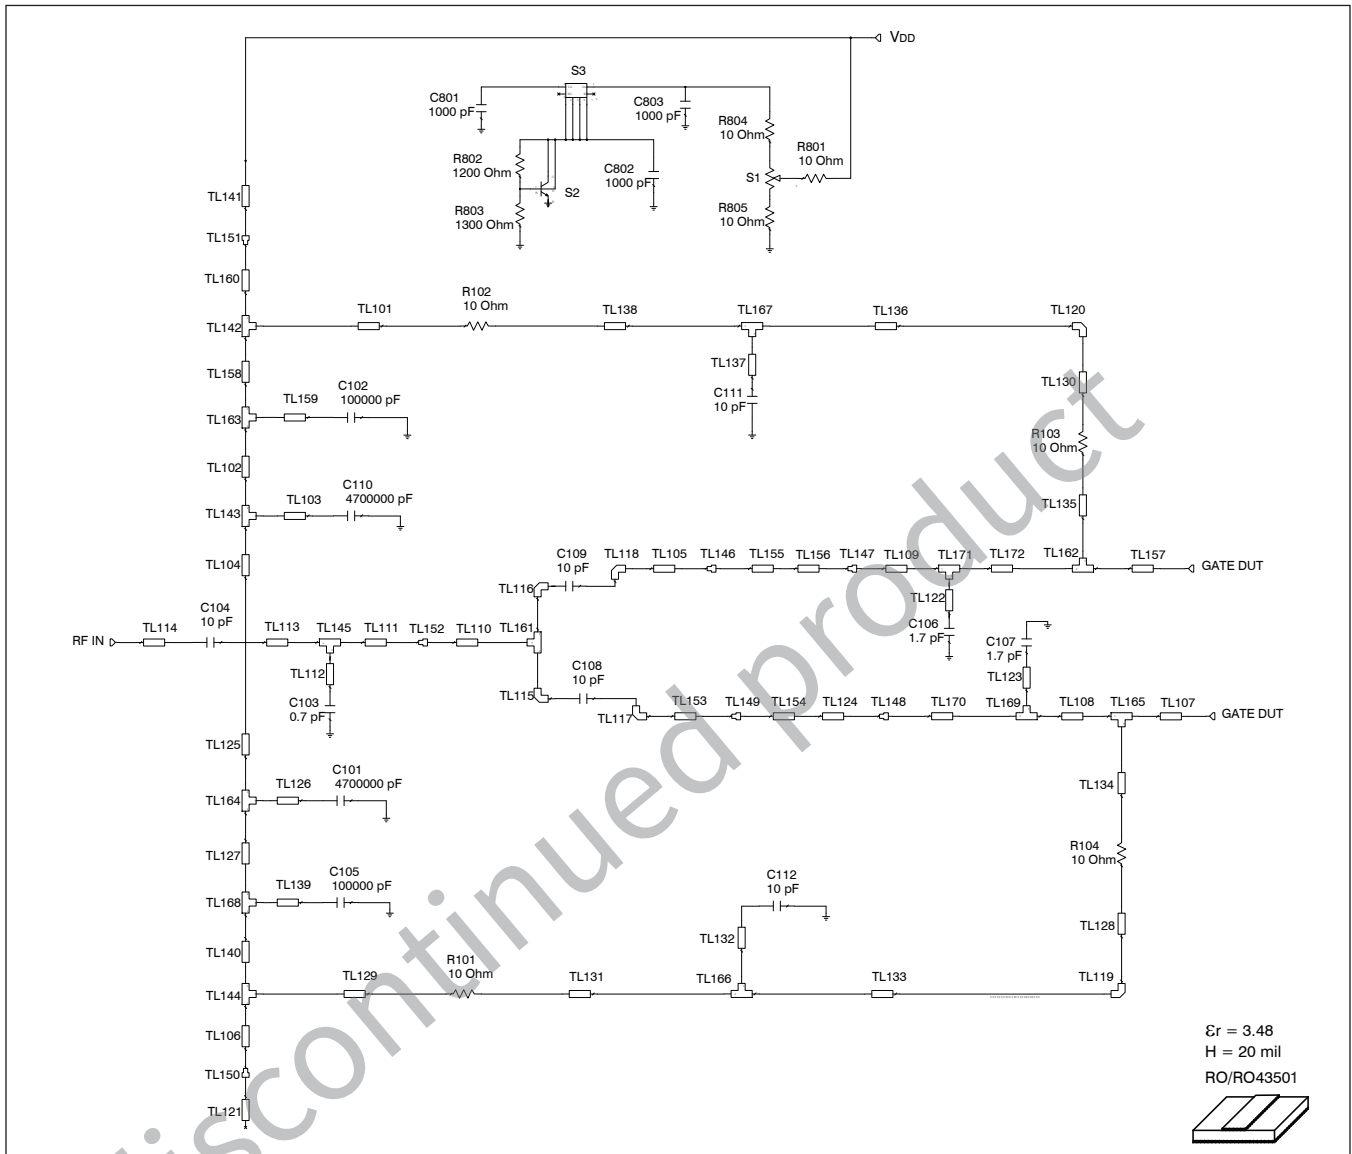 VDD
S3
C801
1000 pF
C803
1000 pF
R804
10 Ohm
R801
10 Ohm
R802
1200 Ohm
C802
1000 pF
S1
S2
R803
1300 Ohm
R805
10 Ohm
TL141
TL151
TL160
R102
10 Ohm
TL101
TL138
TL167
TL136
TL120
TL142
TL137
TL158
C102
100000 pF
TL159
C111
10 pF
TL130
TL163
R103
10 Ohm
TL102
C110
4700000 pF
TL103
TL135
TL143
TL104
C109
10 pF
TL118
TL105
TL146
TL155
TL156
TL147
TL109
TL171
TL172
TL162
TL157
GATE DUT
TL116
TL122
C104
10 pF
C106
1.7 pF
RF IN
TL114
TL113
TL145
TL111
TL152
TL110
TL161
C107
1.7 pF
TL112
C108
10 pF
TL123
C103
0.7 pF
TL115
TL117
TL153
TL149
TL154
TL124
TL148
TL170
TL169
TL108
TL165
TL107
GATE DUT
TL125
C101
4700000 pF
TL126
TL164
TL134
TL127
R104
10 Ohm
C105
100000 pF
TL139
TL168
C112
10 pF
TL132
TL128
TL140
R101
10 Ohm
TL129
TL131
TL166
TL133
TL119
TL144
TL106
TL150
TL121
εr = 3.48
H = 20 mil
RO/RO43501
discontinued product